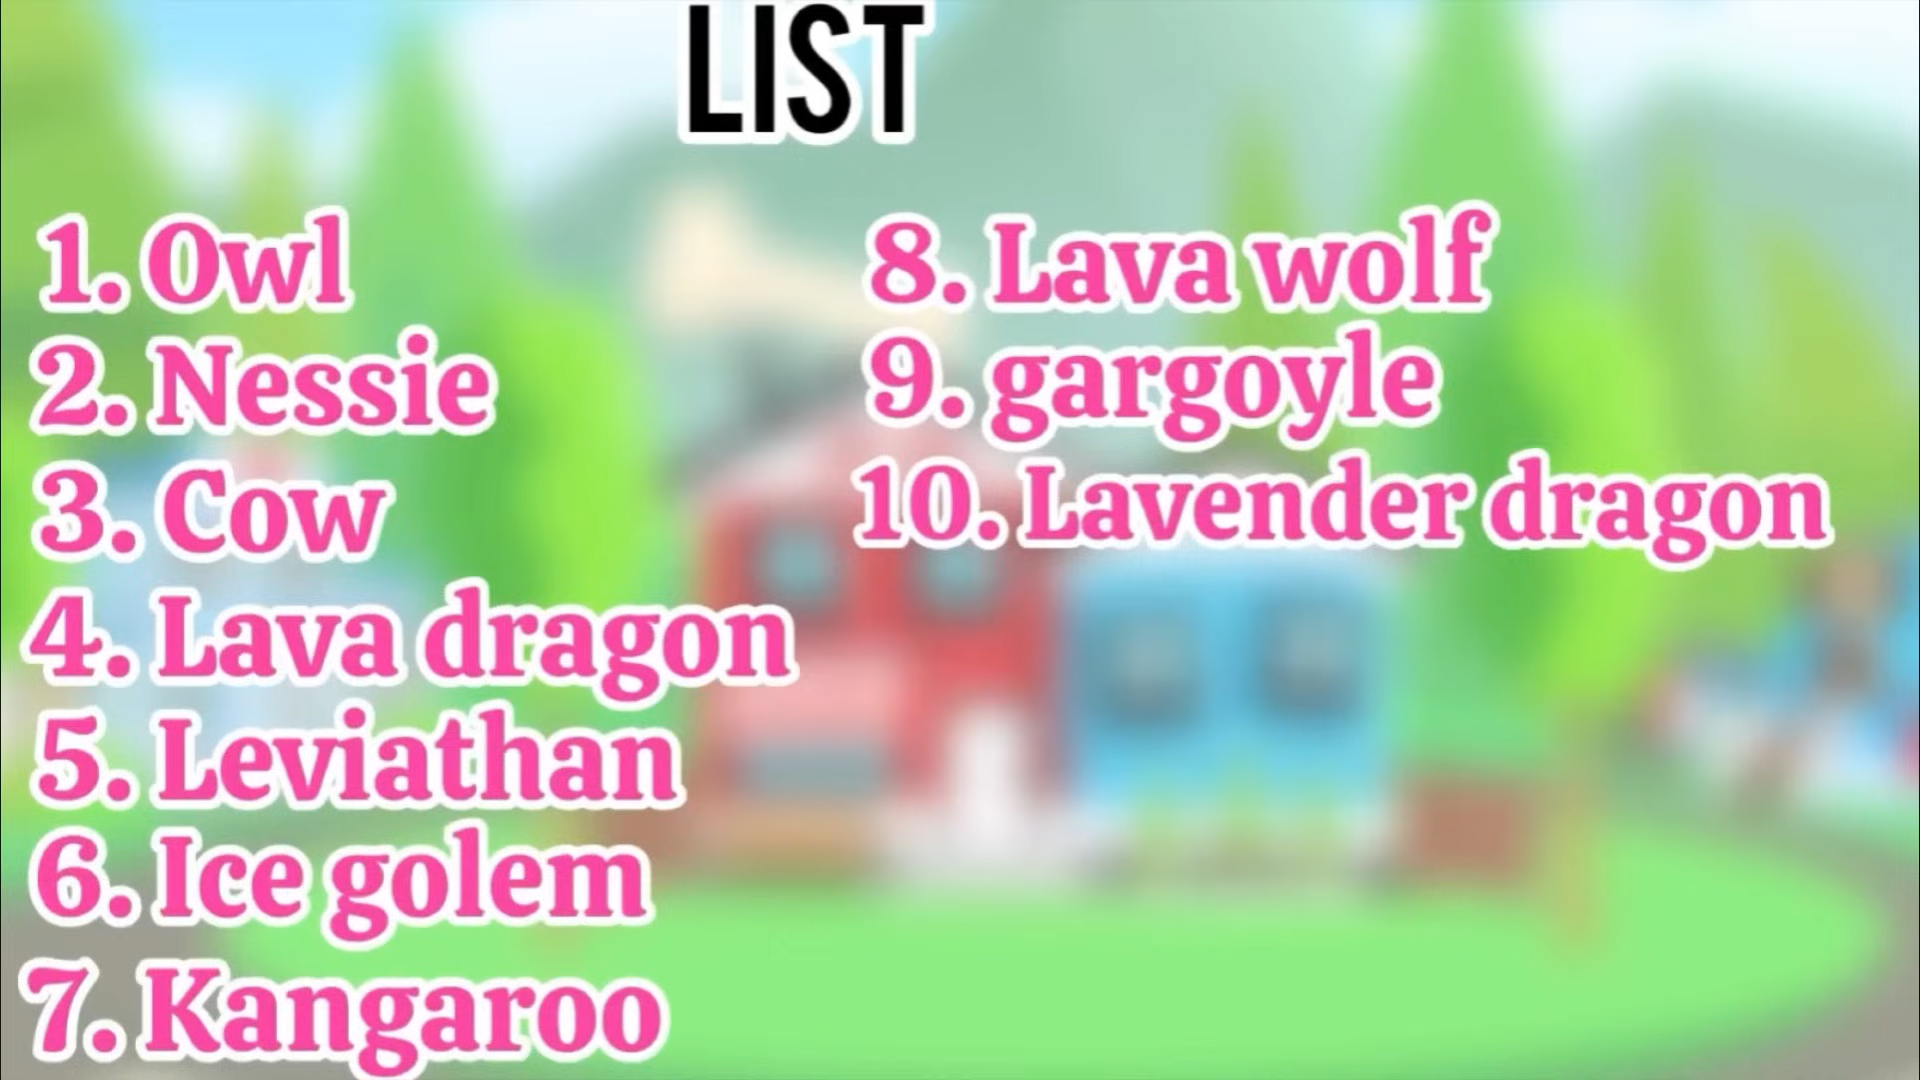 LIST
1. Owl
2. Nessie
3. Cow
4. Lava dragon
5. Leviathan
6. Ice golem
7. Kangaroo
8. Lava wolf
9. gargoyle
10. Lavender dragon